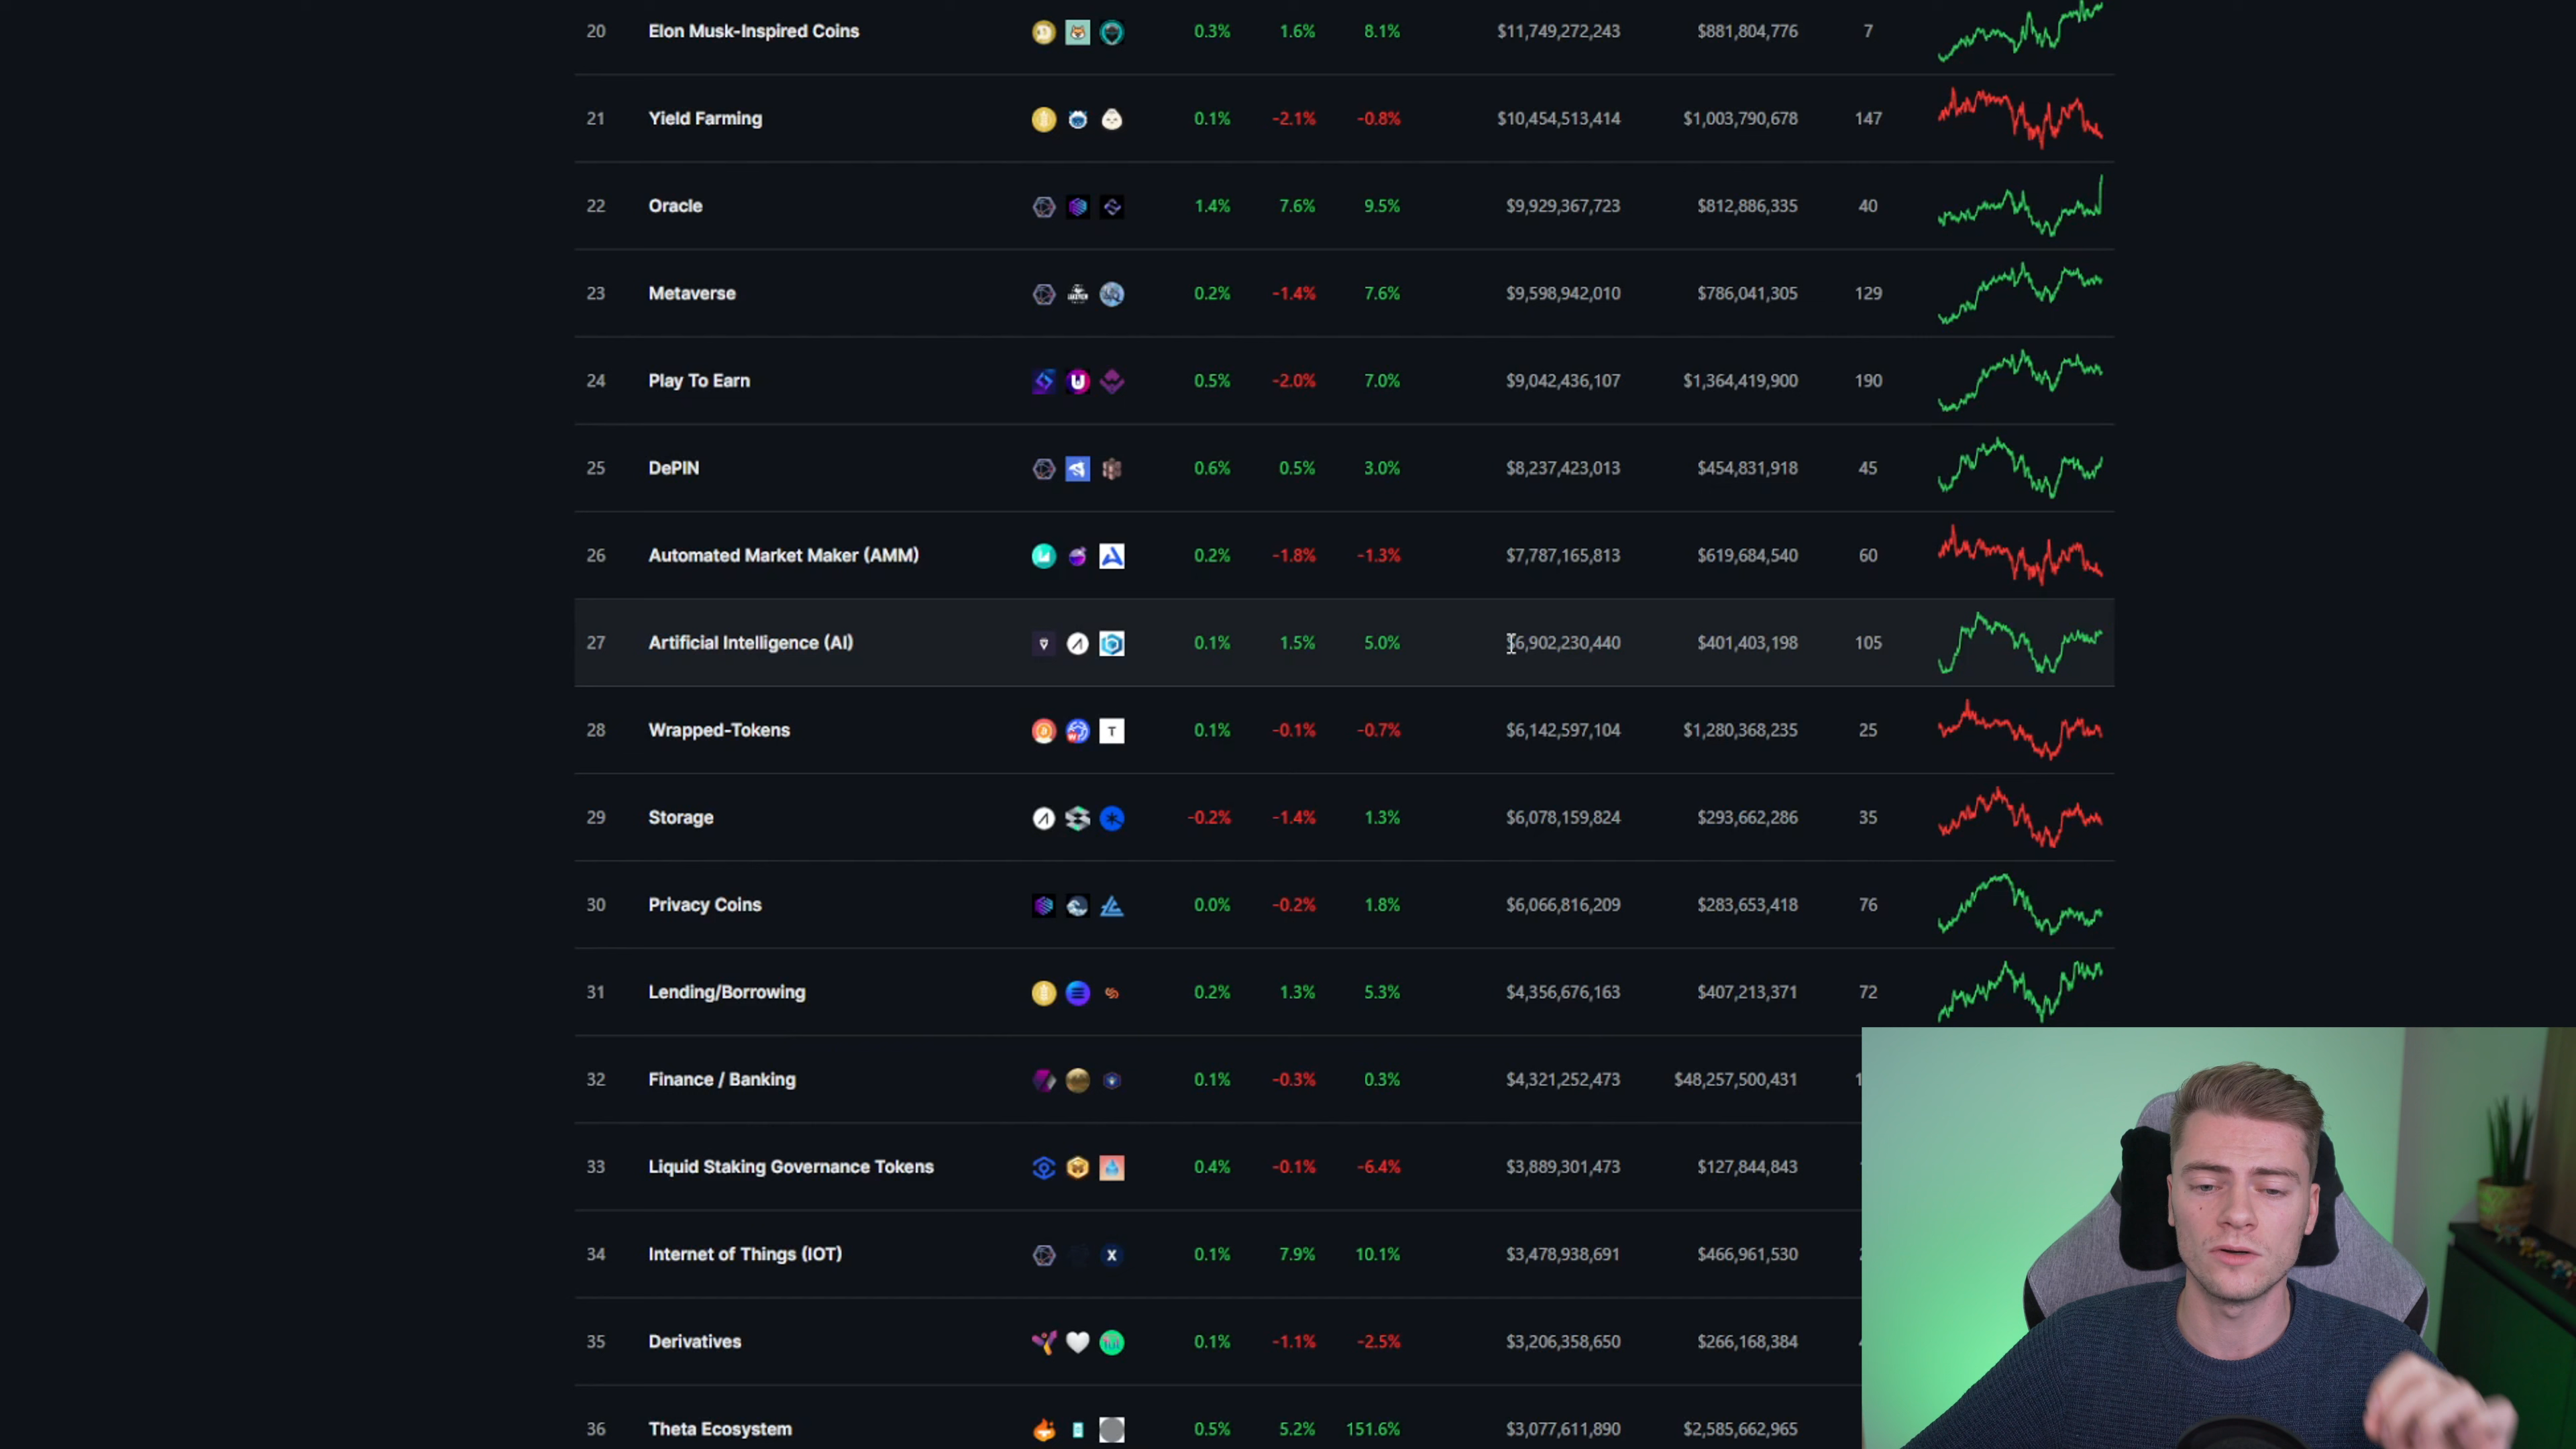 20 Elon Musk-Inspired Coins 0.3% 1.6% 8.1% $11,749,272,243 $881,804,776 7
21 Yield Farming 0.1% -2.1% -0.8% $10,454,513,414 $1,003,790,678 147
22 Oracle 1.4% 7.6% 9.5% $9,929,367,723 $812,886,335 40
23 Metaverse 0.2% -1.4% 7.6% $9,598,942,010 $786,041,305 129
24 Play To Earn 0.5% -2.0% 7.0% $9,042,436,107 $1,364,419,900 190
25 DePIN 0.6% 0.5% 3.0% $8,237,423,013 $454,831,918 45
26 Automated Market Maker (AMM) 0.2% -1.8% -1.3% $7,787,165,813 $619,684,540 60
27 Artificial Intelligence (AI) 0.1% 1.5% 5.0% $6,902,230,440 $401,403,198 105
28 Wrapped-Tokens 0.1% -0.1% -0.7% $6,142,597,104 $1,280,368,235 25
29 Storage -0.2% -1.4% 1.3% $6,078,159,824 $293,662,286 35
30 Privacy Coins 0.0% -0.2% 1.8% $6,066,816,209 $283,653,418 76
31 Lending/Borrowing 0.2% 1.3% 5.3% $4,356,676,163 $407,213,371 72
32 Finance / Banking 0.1% -0.3% 0.3% $4,321,252,473 $48,257,500,431
33 Liquid Staking Governance Tokens 0.4% -0.1% -6.4% $3,889,301,473 $127,844,843
34 Internet of Things (IOT) 0.1% 7.9% 10.1% $3,478,938,691 $466,961,530
35 Derivatives 0.1% -1.1% -2.5% $3,206,358,650 $266,168,384
36 Theta Ecosystem 0.5% 5.2% 151.6% $3,077,611,890 $2,585,662,965